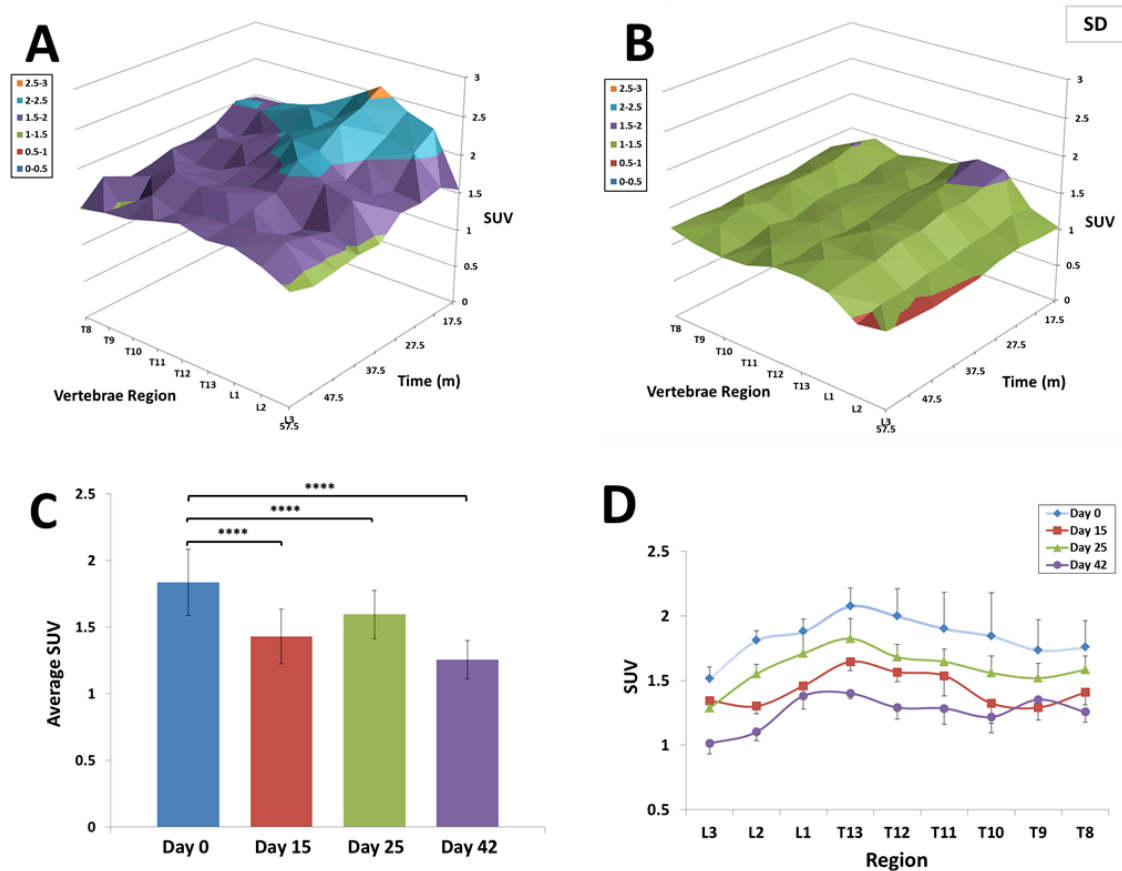 A
B
SD
2.5-3
2-2.5
1.5-2
1-1.5
0.5-1
0-0.5
3
2.5
2
1.5
1
0.5
0
SUV
T8
T9
T10
T11
T12
T13
L1
L2
L3
57.5
47.5
37.5
27.5
17.5
Vertebrae Region
Time (m)
2.5-3
2-2.5
1.5-2
1-1.5
0.5-1
0-0.5
3
2.5
2
1.5
1
0.5
0
SUV
T8
T9
T10
T11
T12
T13
L1
L2
L3
57.5
47.5
37.5
27.5
17.5
Vertebrae Region
Time (m)
C
Average SUV
2.5
2
1.5
1
0.5
0
****
****
****
Day 0 Day 15 Day 25 Day 42
D
Day 0
Day 15
Day 25
Day 42
SUV
2.5
2
1.5
1
0.5
L3 L2 L1 T13 T12 T11 T10 T9 T8
Region